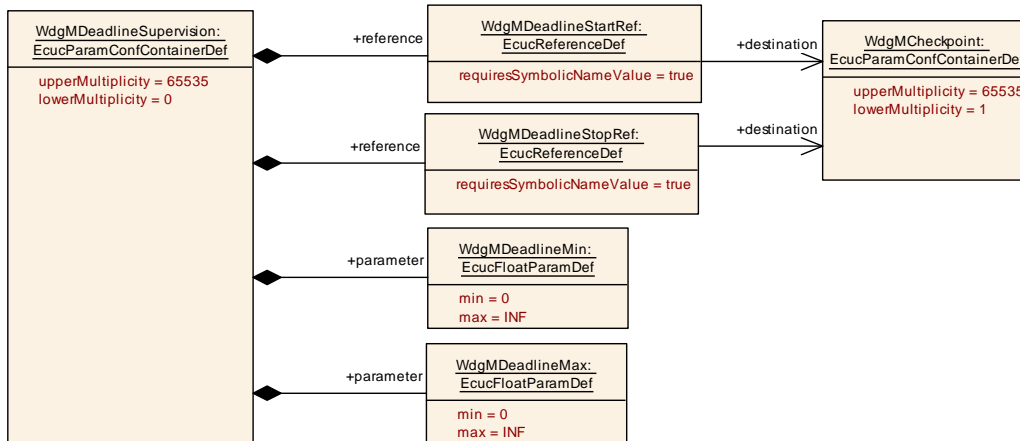 WdgMDeadlineSupervision:
EcucParamConfContainerDef
upperMultiplicity = 65535
lowerMultiplicity = 0
+reference
WdgMDeadlineStartRef:
EcucReferenceDef
requiresSymbolicNameValue = true
+destination
WdgMCheckpoint:
EcucParamConfContainerDef
upperMultiplicity = 65535
lowerMultiplicity = 1
+reference
WdgMDeadlineStopRef:
EcucReferenceDef
requiresSymbolicNameValue = true
+destination
+parameter
WdgMDeadlineMin:
EcucFloatParamDef
min = 0
max = INF
+parameter
WdgMDeadlineMax:
EcucFloatParamDef
min = 0
max = INF